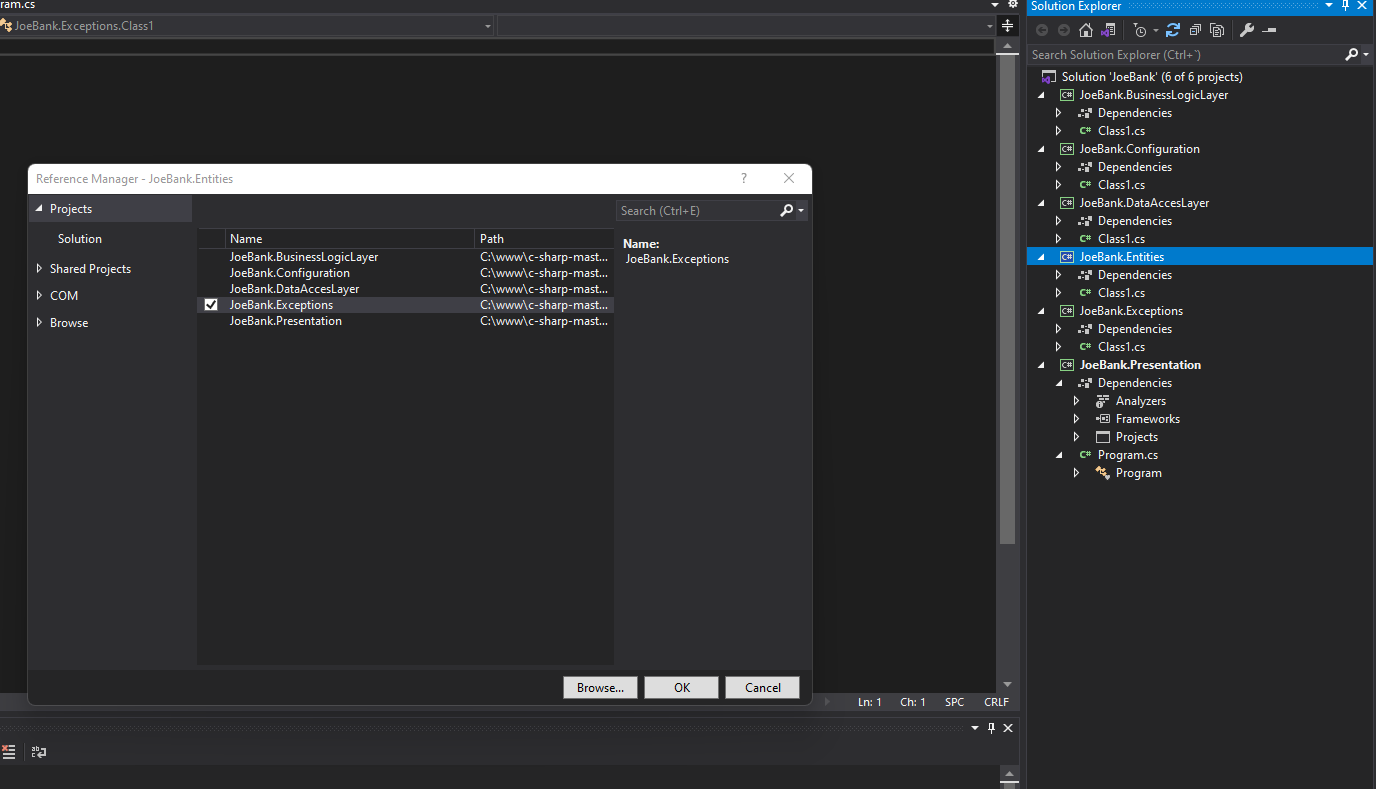 ram.cs
JoeBank.Exceptions.Class1
Reference Manager - JoeBank.Entities
?
Projects
Solution
Shared Projects
COM
Browse
Search (Ctrl+E)
Name Path
JoeBank.BusinessLogicLayer C:\www\c-sharp-mast...
JoeBank.Configuration C:\www\c-sharp-mast...
JoeBank.DataAccesLayer C:\www\c-sharp-mast...
JoeBank.Exceptions C:\www\c-sharp-mast...
JoeBank.Presentation C:\www\c-sharp-mast...
Name:
JoeBank.Exceptions
Browse... OK Cancel
Ln: 1 Ch: 1 SPC CRLF
Solution Explorer
Search Solution Explorer (Ctrl+¨)
Solution 'JoeBank' (6 of 6 projects)
C# JoeBank.BusinessLogicLayer
Dependencies
C# Class1.cs
C# JoeBank.Configuration
Dependencies
C# Class1.cs
C# JoeBank.DataAccesLayer
Dependencies
C# Class1.cs
C# JoeBank.Entities
Dependencies
C# Class1.cs
C# JoeBank.Exceptions
Dependencies
C# Class1.cs
C# JoeBank.Presentation
Dependencies
Analyzers
Frameworks
Projects
C# Program.cs
Program